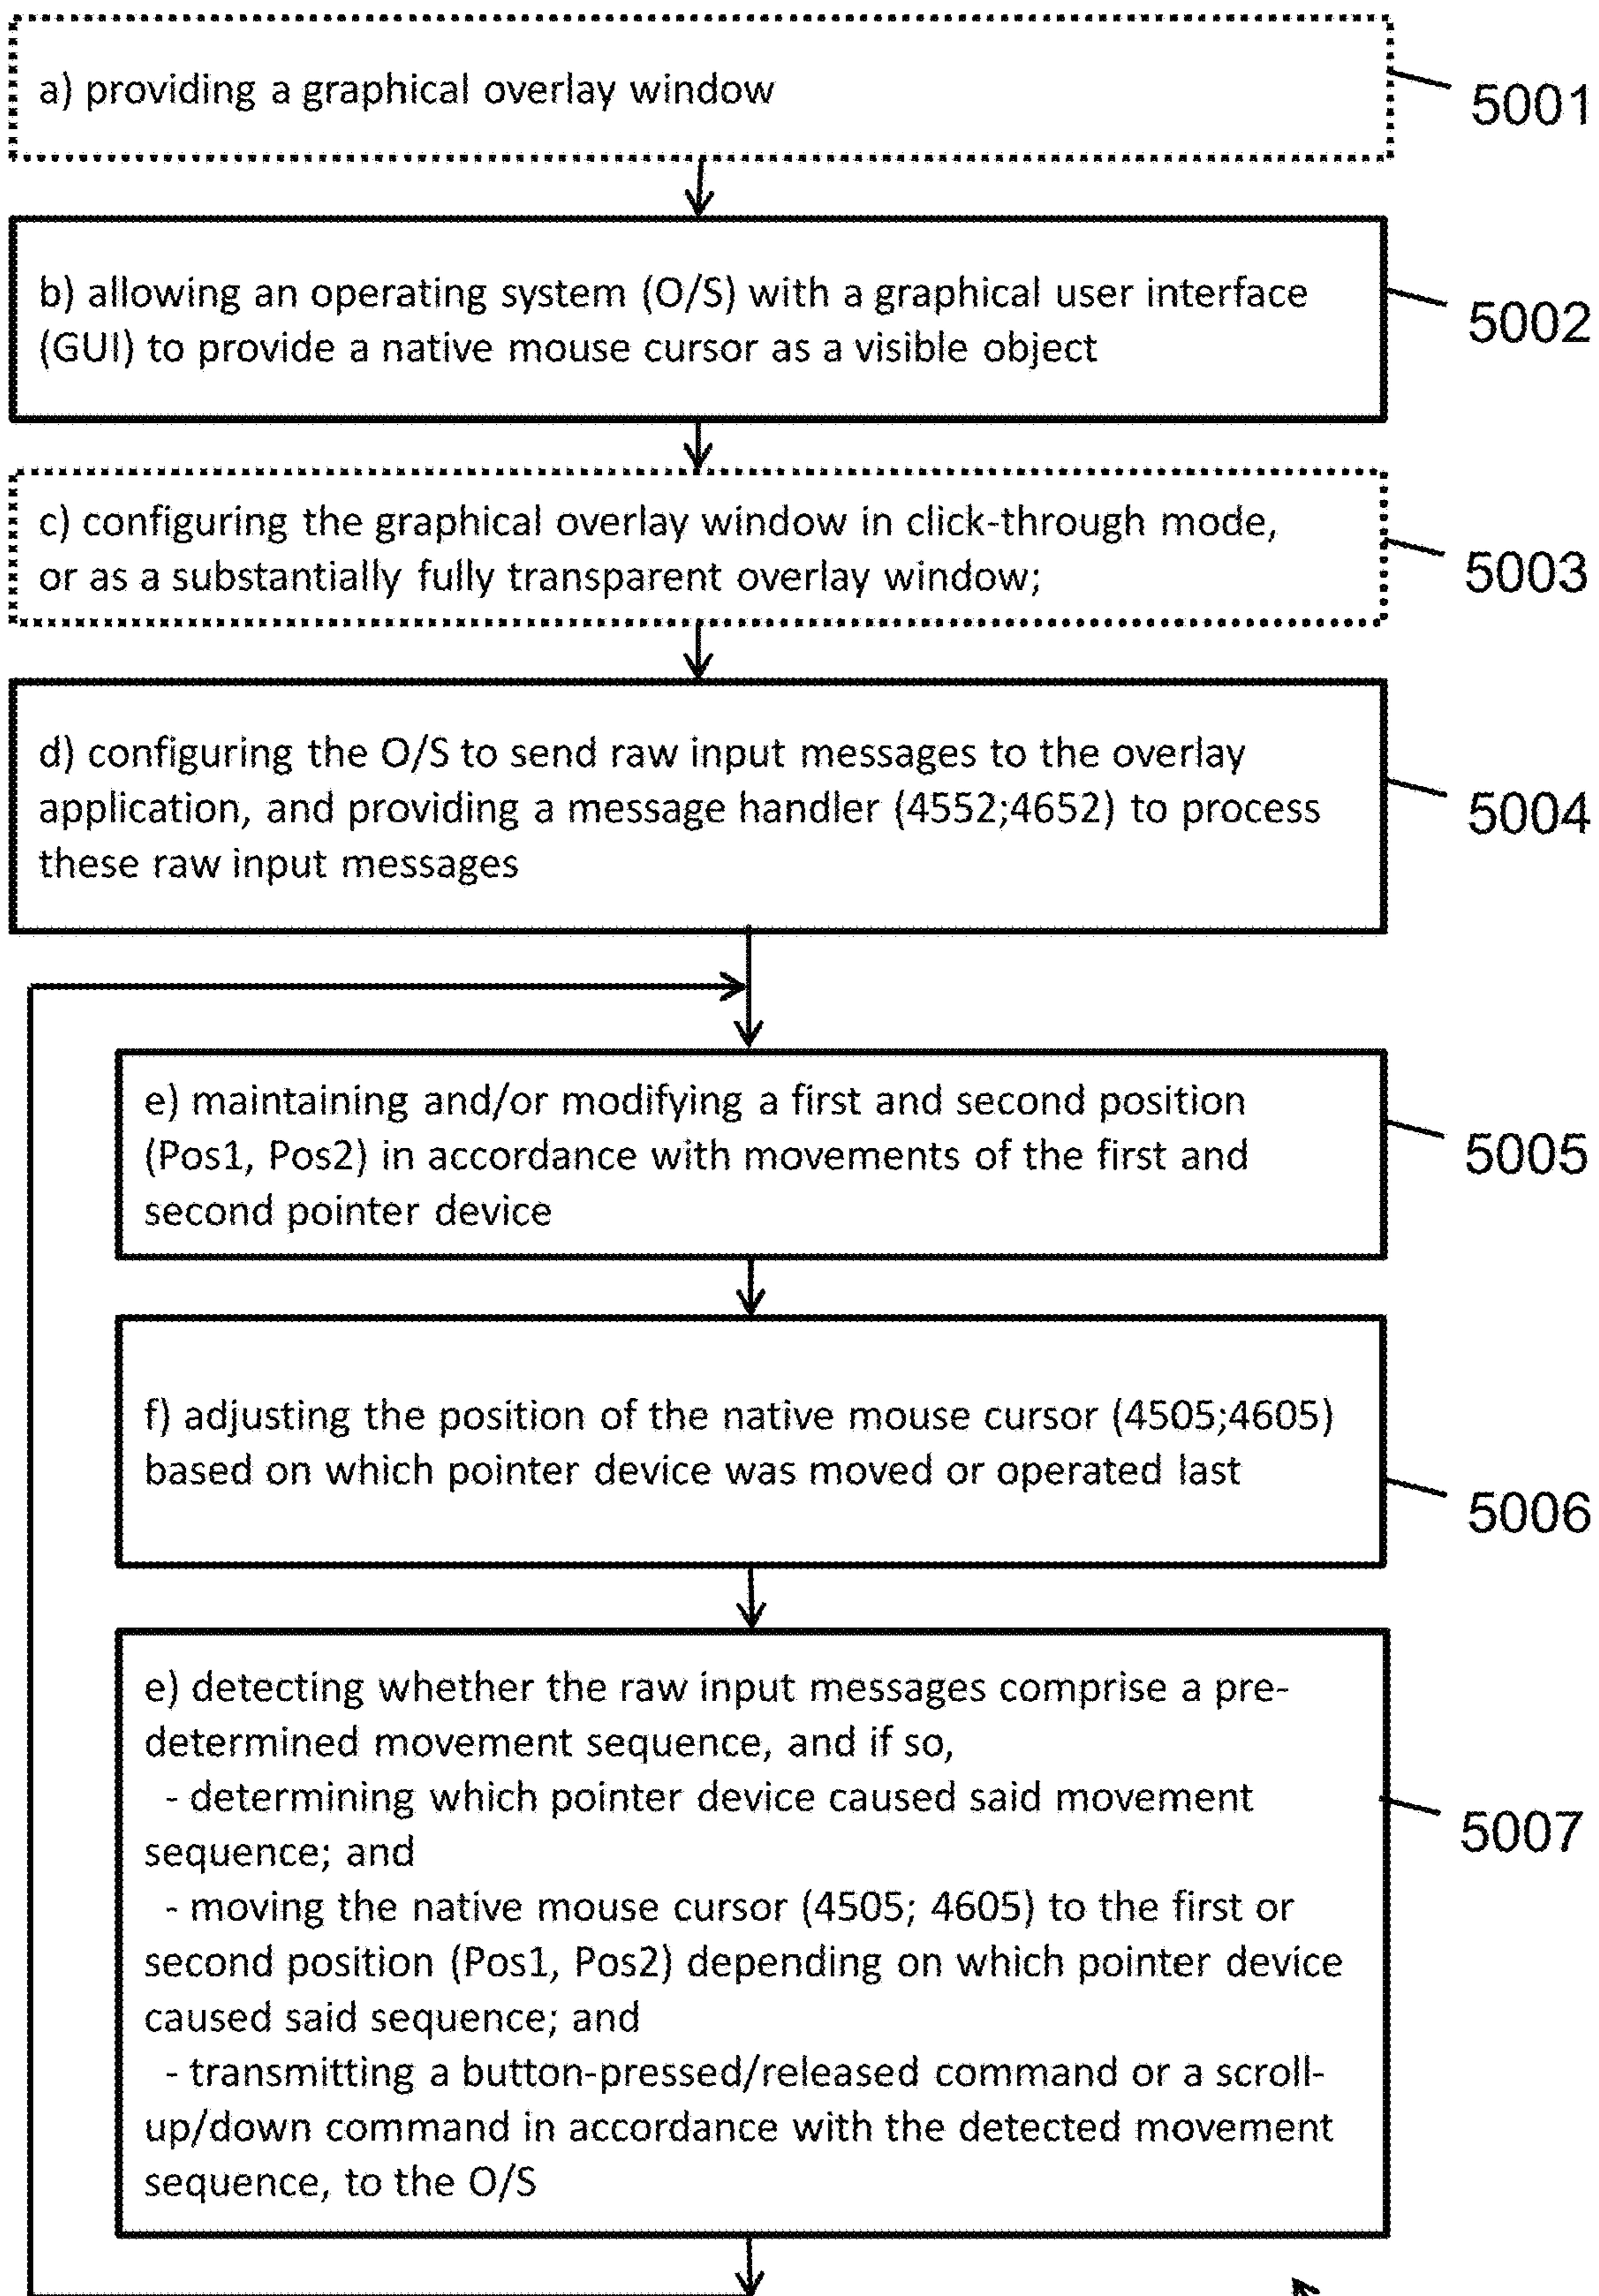 a) providing a graphical overlay window
5001
b) allowing an operating system (O/S) with a graphical user interface
(GUI) to provide a native mouse cursor as a visible object
5002
c) configuring the graphical overlay window in click-through mode,
or as a substantially fully transparent overlay window;
5003
d) configuring the O/S to send raw input messages to the overlay
application, and providing a message handler (4552;4652) to process
these raw input messages
5004
e) maintaining and/or modifying a first and second position
(Pos1, Pos2) in accordance with movements of the first and
second pointer device
5005
f) adjusting the position of the native mouse cursor (4505;4605)
based on which pointer device was moved or operated last
5006
e) detecting whether the raw input messages comprise a pre-
determined movement sequence, and if so,
- determining which pointer device caused said movement
sequence; and
- moving the native mouse cursor (4505; 4605) to the first or
second position (Pos1, Pos2) depending on which pointer device
caused said sequence; and
- transmitting a button-pressed/released command or a scroll-
up/down command in accordance with the detected movement
sequence, to the O/S
5007